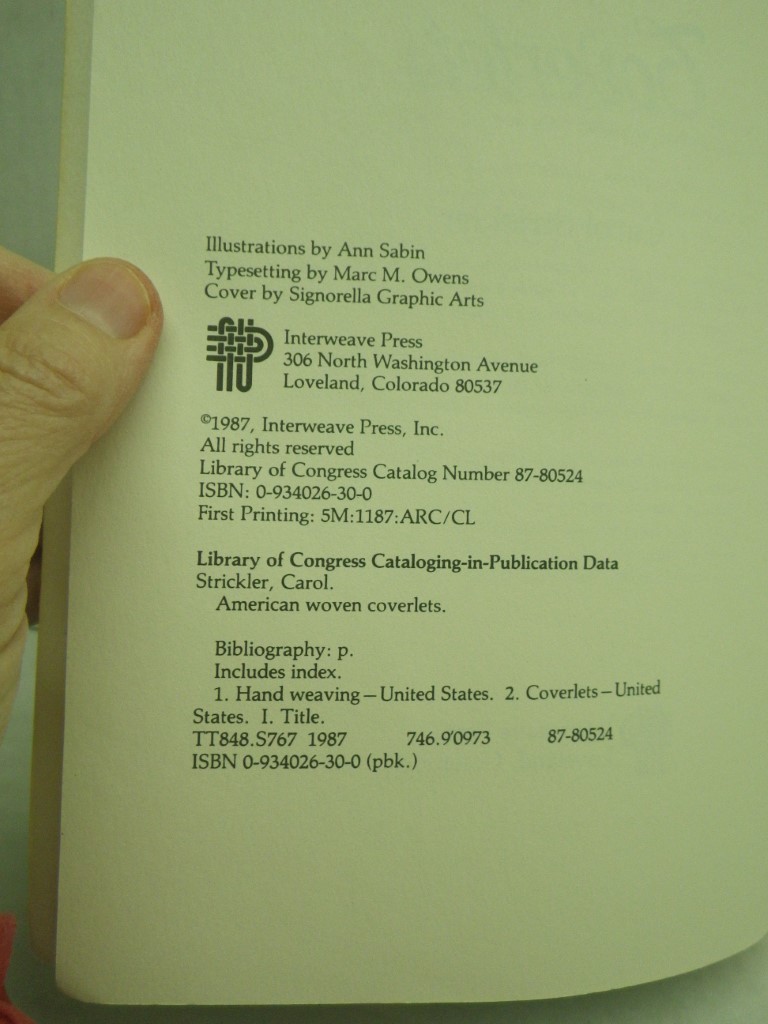 Illustrations by Ann Sabin
Typesetting by Marc M. Owens
Cover by Signorella Graphic Arts
Interweave Press
306 North Washington Avenue
Loveland, Colorado 80537
©1987, Interweave Press, Inc.
All rights reserved
Library of Congress Catalog Number 87-80524
ISBN: 0-934026-30-0
First Printing: 5M:1187:ARC/CL
Library of Congress Cataloging-in-Publication Data
Strickler, Carol.
American woven coverlets.
Bibliography: p.
Includes index.
1. Hand weaving—United States. 2. Coverlets—United
States. I. Title.
TT848.S767 1987 746.9'0973 87-80524
ISBN 0-934026-30-0 (pbk.)